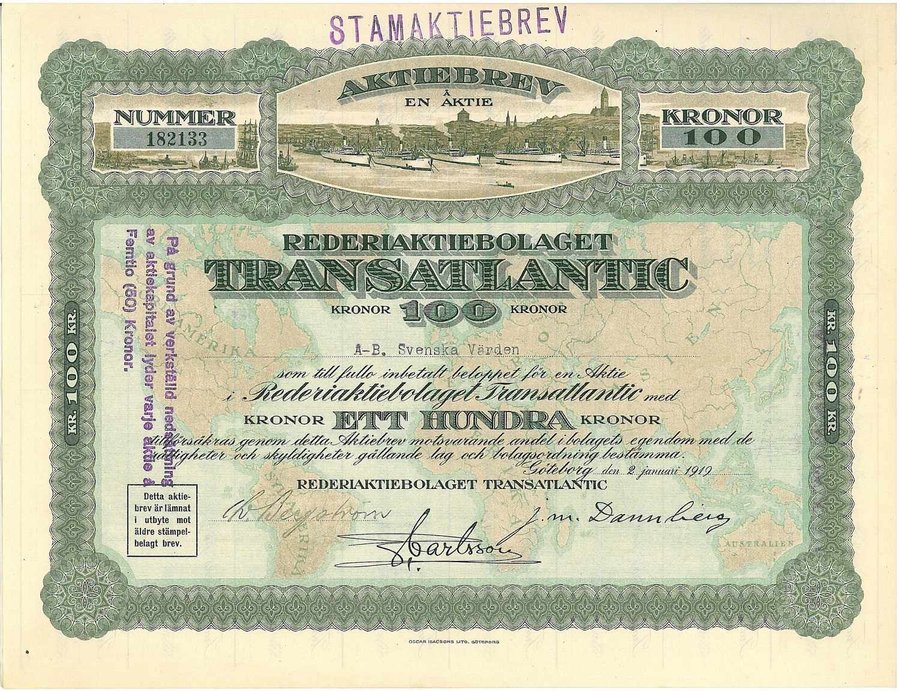 STAMAKTIEBREV
AKTIEBREV
Å
EN AKTIE
NUMMER
182133
KRONOR
100
REDERIAKTIEBOLAGET
TRANSATLANTIC
KRONOR 100 KRONOR
A-B. Svenska Värden
som till fullo inbetalt beloppet för en Aktie
i Rederiaktiebolaget Transatlantic med
KRONOR ETT HUNDRA KRONOR
tillförsäkras genom detta Aktiebrev motsvarande andel i bolagets egendom med de
rättigheter och skyldigheter gällande lag och bolagsordning bestämma.
Göteborg den 2 januari 1919.
REDERIAKTIEBOLAGET TRANSATLANTIC
Bergström
J. M. Dannberg
Carlsson
På grund av verkställd nedsättning
av aktiekapitalet lyder varje aktie å
Femtio (50) Kronor.
Detta aktie-
brev är lämnat
i utbyte mot
äldre stämpel-
belagt brev.
KR. 100 KR.
KR. 100 KR.
AMERIKA
SIEN
AUSTRALIEN
OSCAR ISACSONS LITO. GÖTEBORG